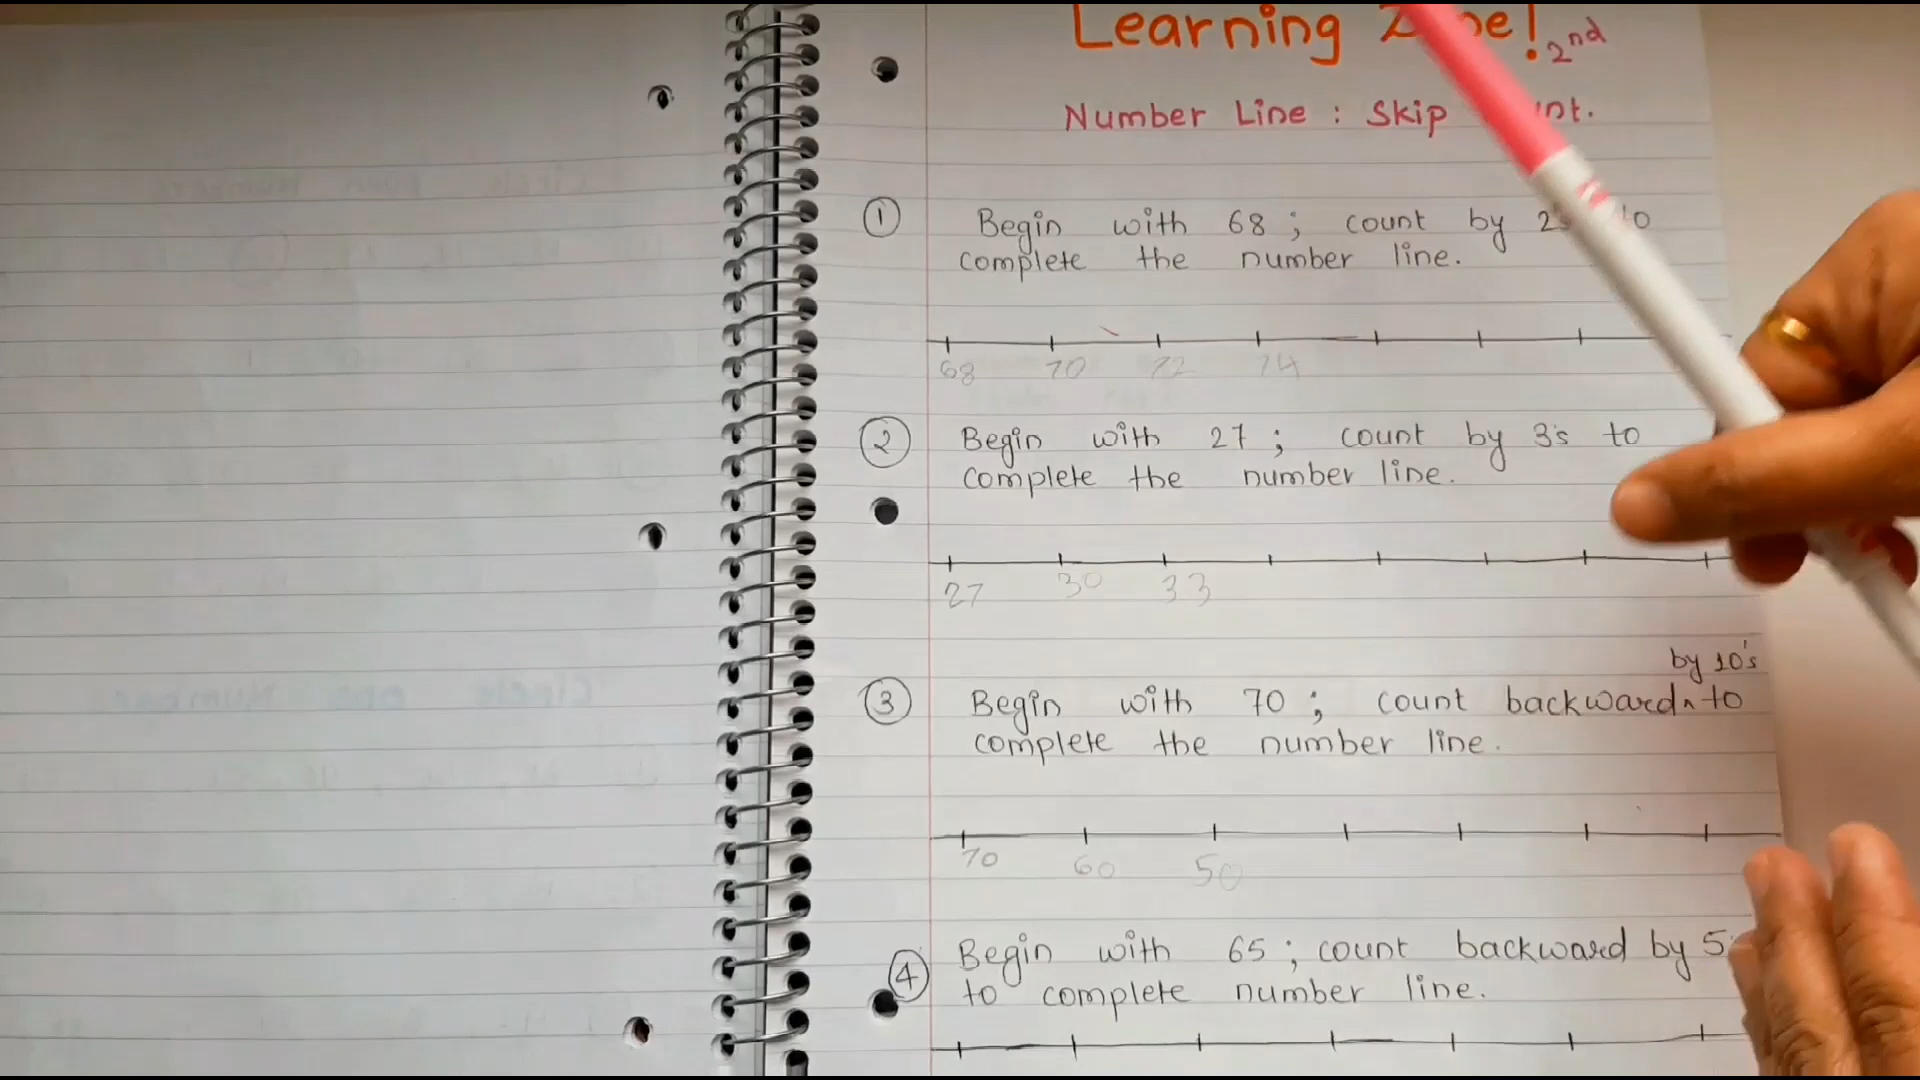 Learning
2nd
Number Line : Skip
① Begin with 68 ; count by to
complete the number line.
68 70 72 74
② Begin with 27 ; count by 3's to
complete the number line.
27 30 33
by 10's
③ Begin with 70 ; count backward ^ to
complete the number line.
70 60 50
④ Begin with 65 ; count backward by 5
to complete number line.